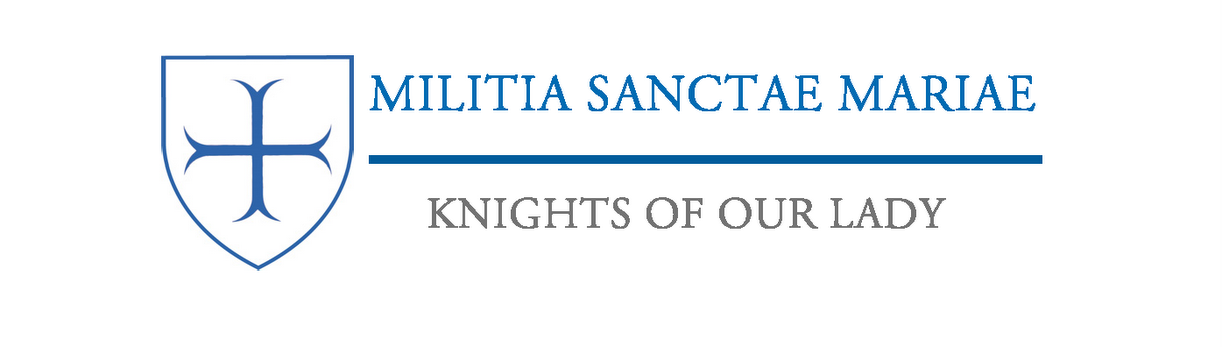 MILITIA SANCTAE MARIAE
KNIGHTS OF OUR LADY